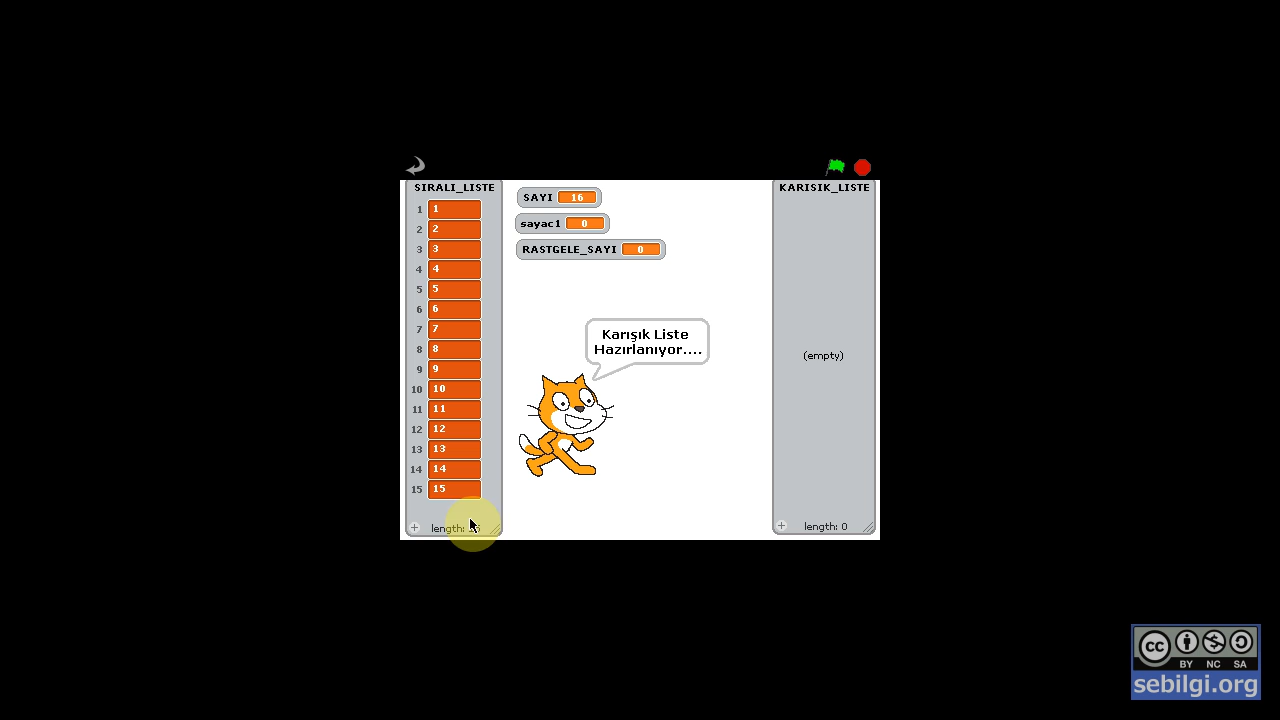 SIRALI_LISTE
1 1
2 2
3 3
4 4
5 5
6 6
7 7
8 8
9 9
10 10
11 11
12 12
13 13
14 14
15 15
+ length:
SAYI 16
sayac1 0
RASTGELE_SAYI 0
Karışık Liste
Hazırlanıyor....
KARISIK_LISTE
(empty)
+ length: 0
cc
BY NC SA
sebilgi.org